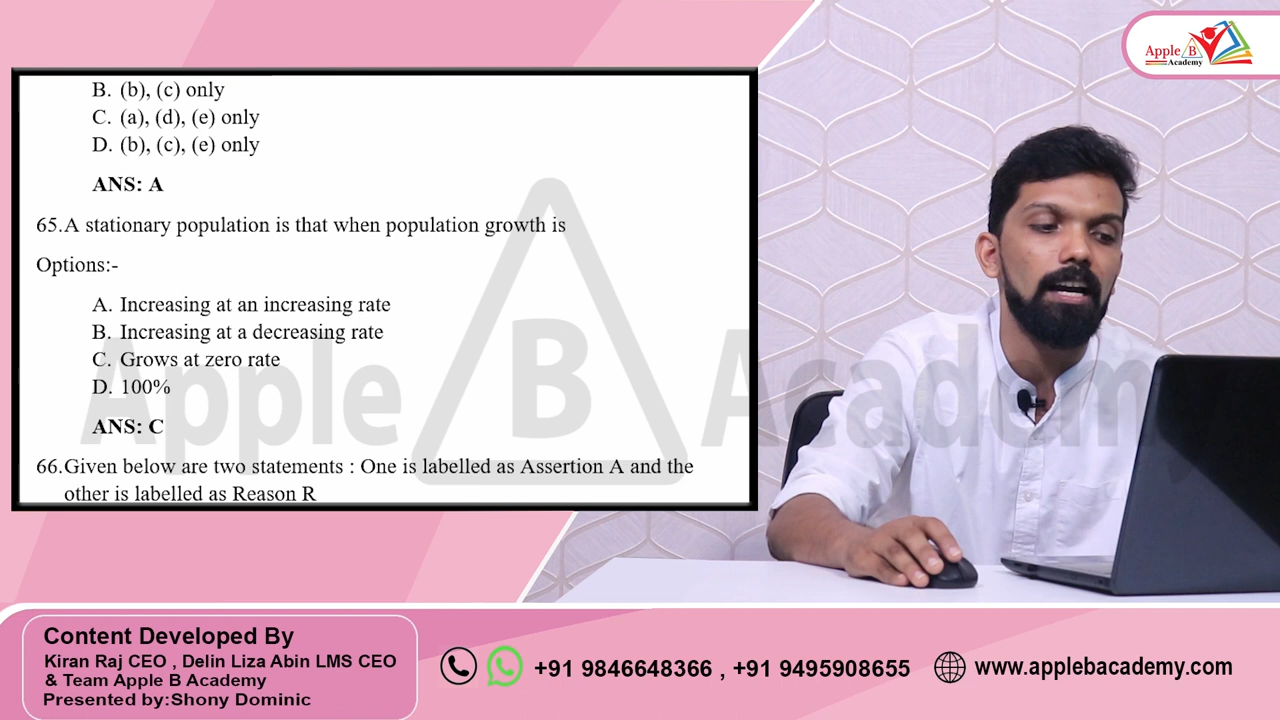 Apple B
Academy
B. (b), (c) only
C. (a), (d), (e) only
D. (b), (c), (e) only
ANS: A
65.A stationary population is that when population growth is
Options:-
A. Increasing at an increasing rate
B. Increasing at a decreasing rate
C. Grows at zero rate
D. 100%
ANS: C
66.Given below are two statements : One is labelled as Assertion A and the
other is labelled as Reason R
Apple B Academy
Content Developed By
Kiran Raj CEO , Delin Liza Abin LMS CEO
& Team Apple B Academy
Presented by:Shony Dominic
+91 9846648366 , +91 9495908655
www.applebacademy.com